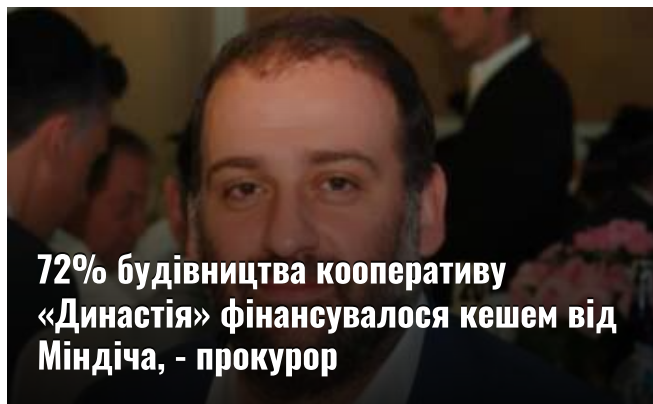 72% будівництва кооперативу
«Династія» фінансувалося кешем від
Міндіча, - прокурор